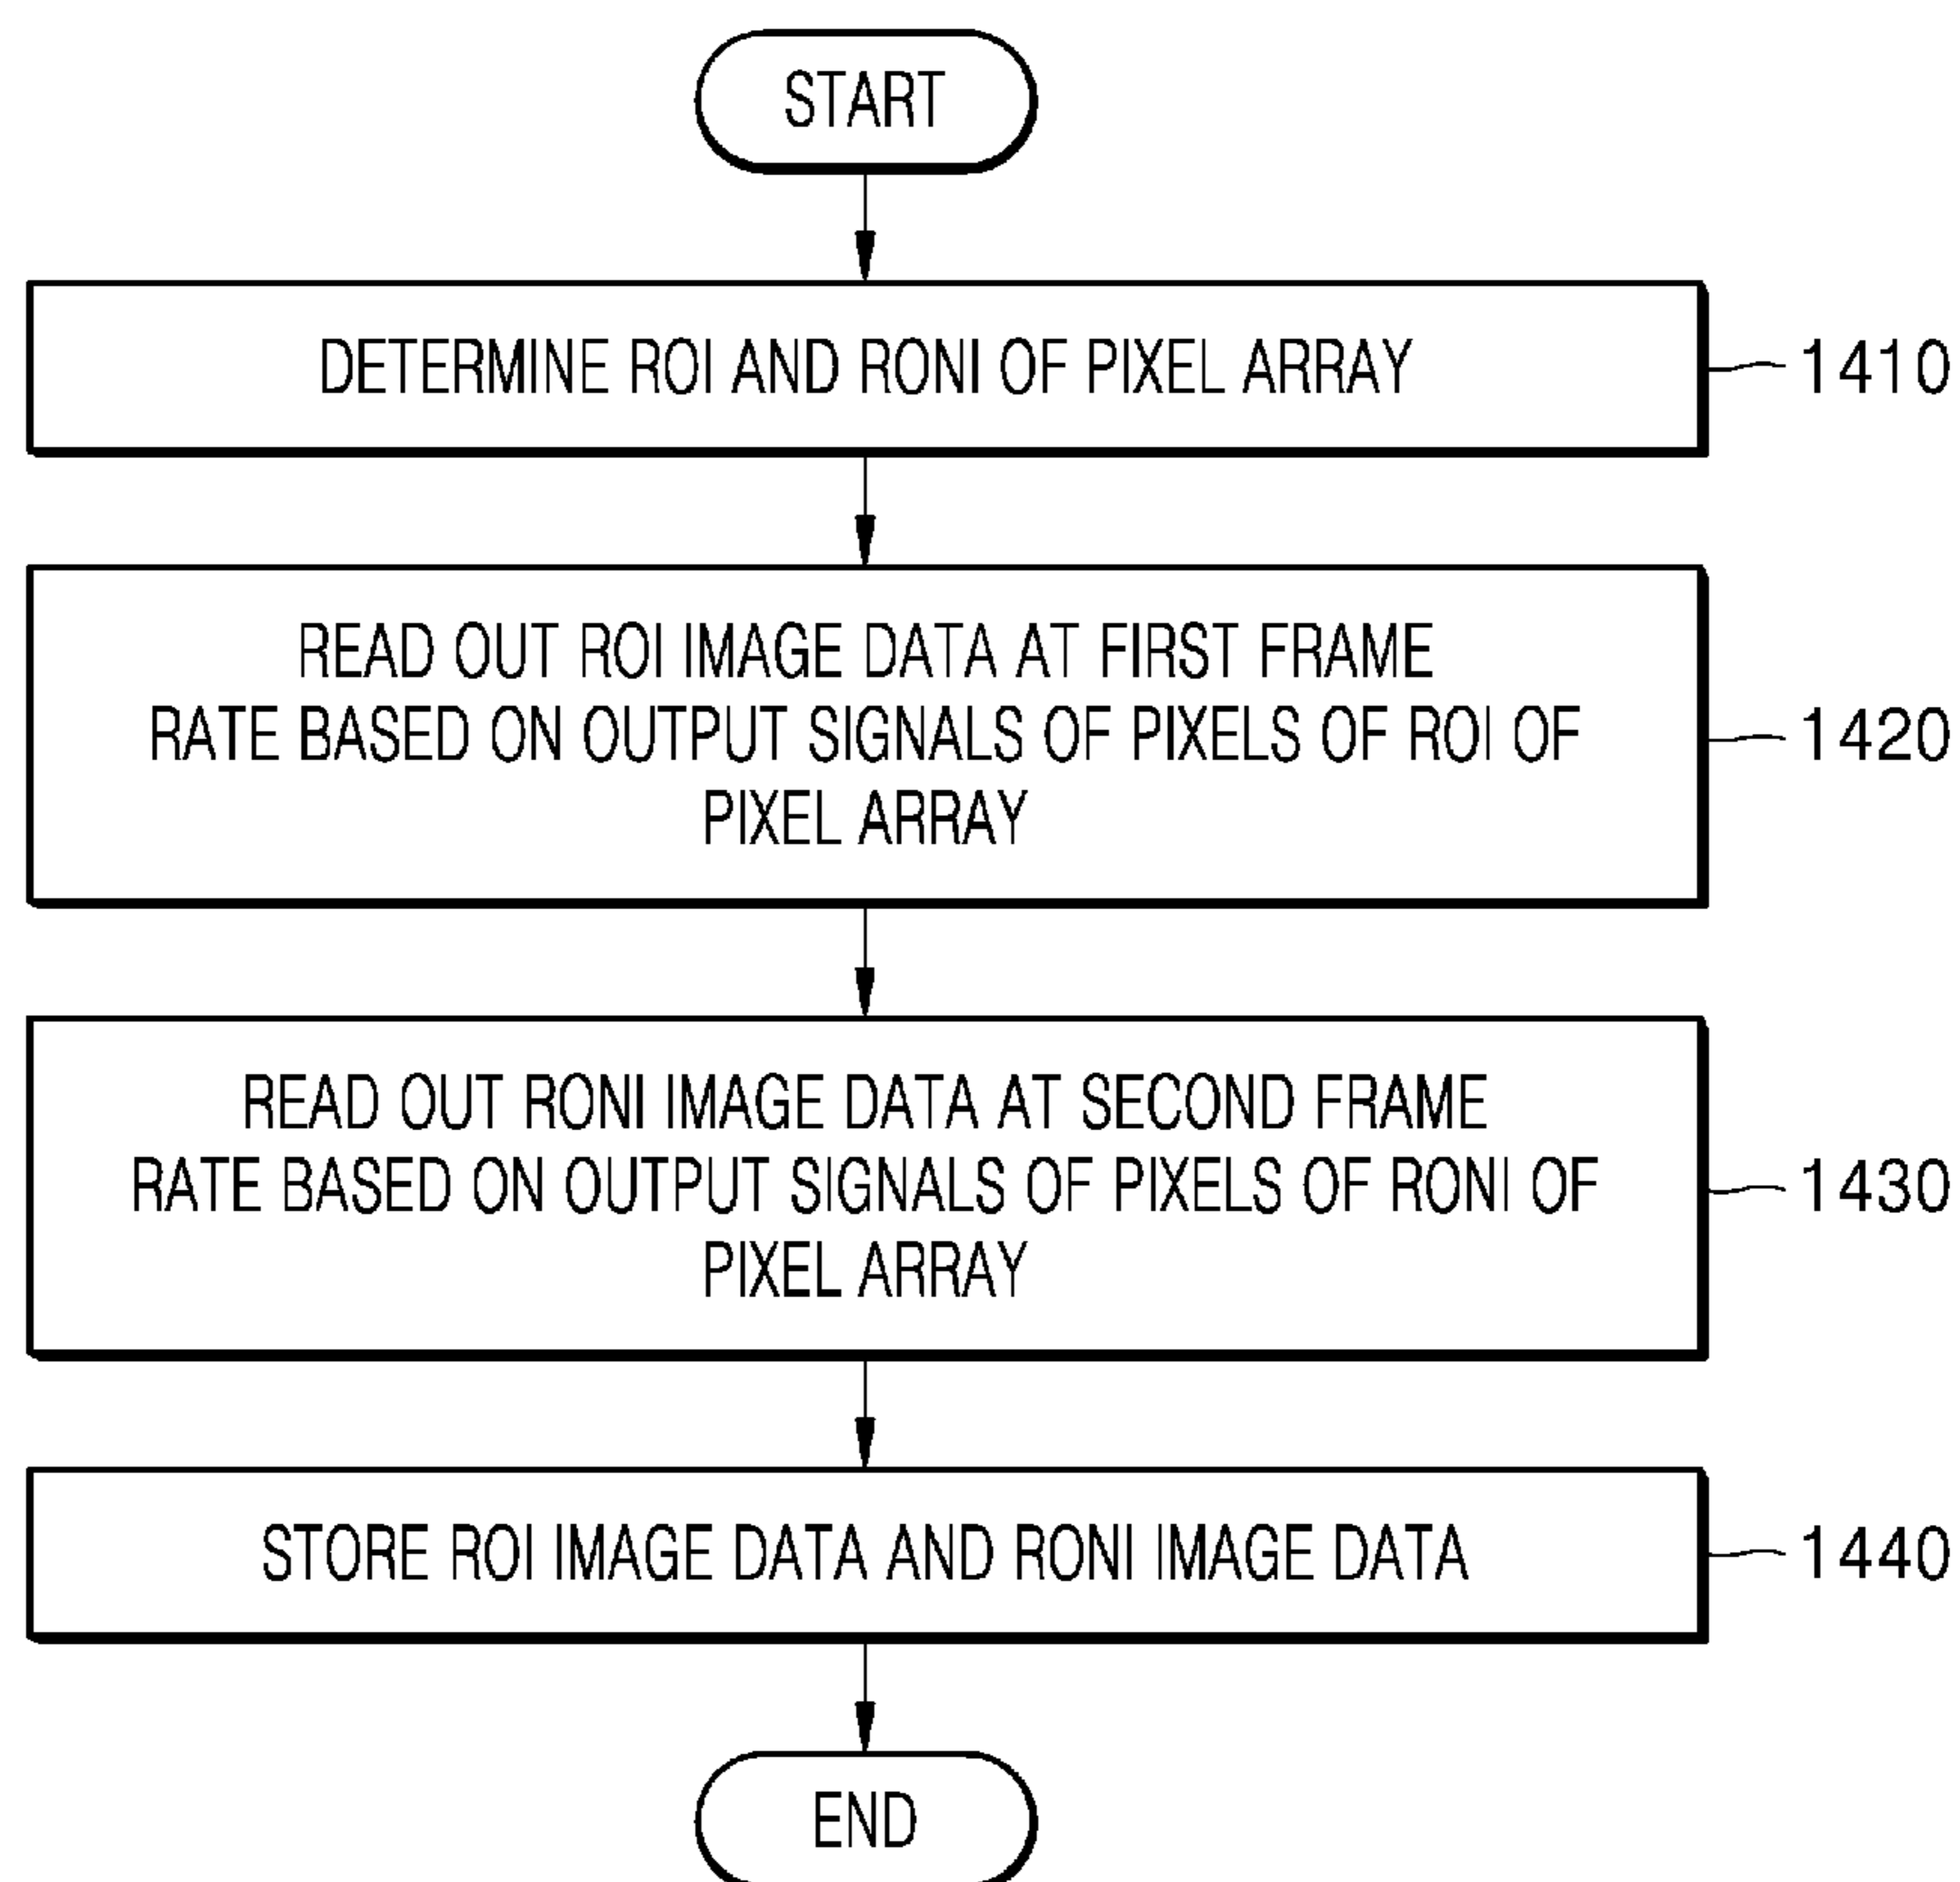 START
DETERMINE ROI AND RONI OF PIXEL ARRAY
1410
READ OUT ROI IMAGE DATA AT FIRST FRAME
RATE BASED ON OUTPUT SIGNALS OF PIXELS OF ROI OF
PIXEL ARRAY
1420
READ OUT RONI IMAGE DATA AT SECOND FRAME
RATE BASED ON OUTPUT SIGNALS OF PIXELS OF RONI OF
PIXEL ARRAY
1430
STORE ROI IMAGE DATA AND RONI IMAGE DATA
1440
END